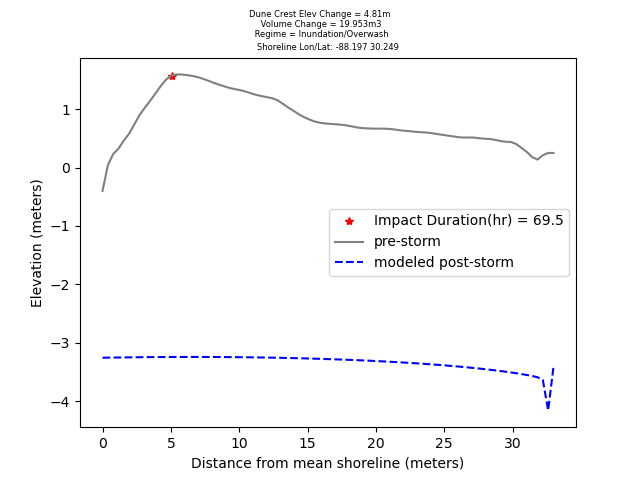 Dune Crest Elev Change = 4.81m
Volume Change = 19.953m3
Regime = Inundation/Overwash
Shoreline Lon/Lat: -88.197 30.249
1
0
−1
−2
−3
−4
Elevation (meters)
Impact Duration(hr) = 69.5
pre-storm
modeled post-storm
0 5 10 15 20 25 30
Distance from mean shoreline (meters)